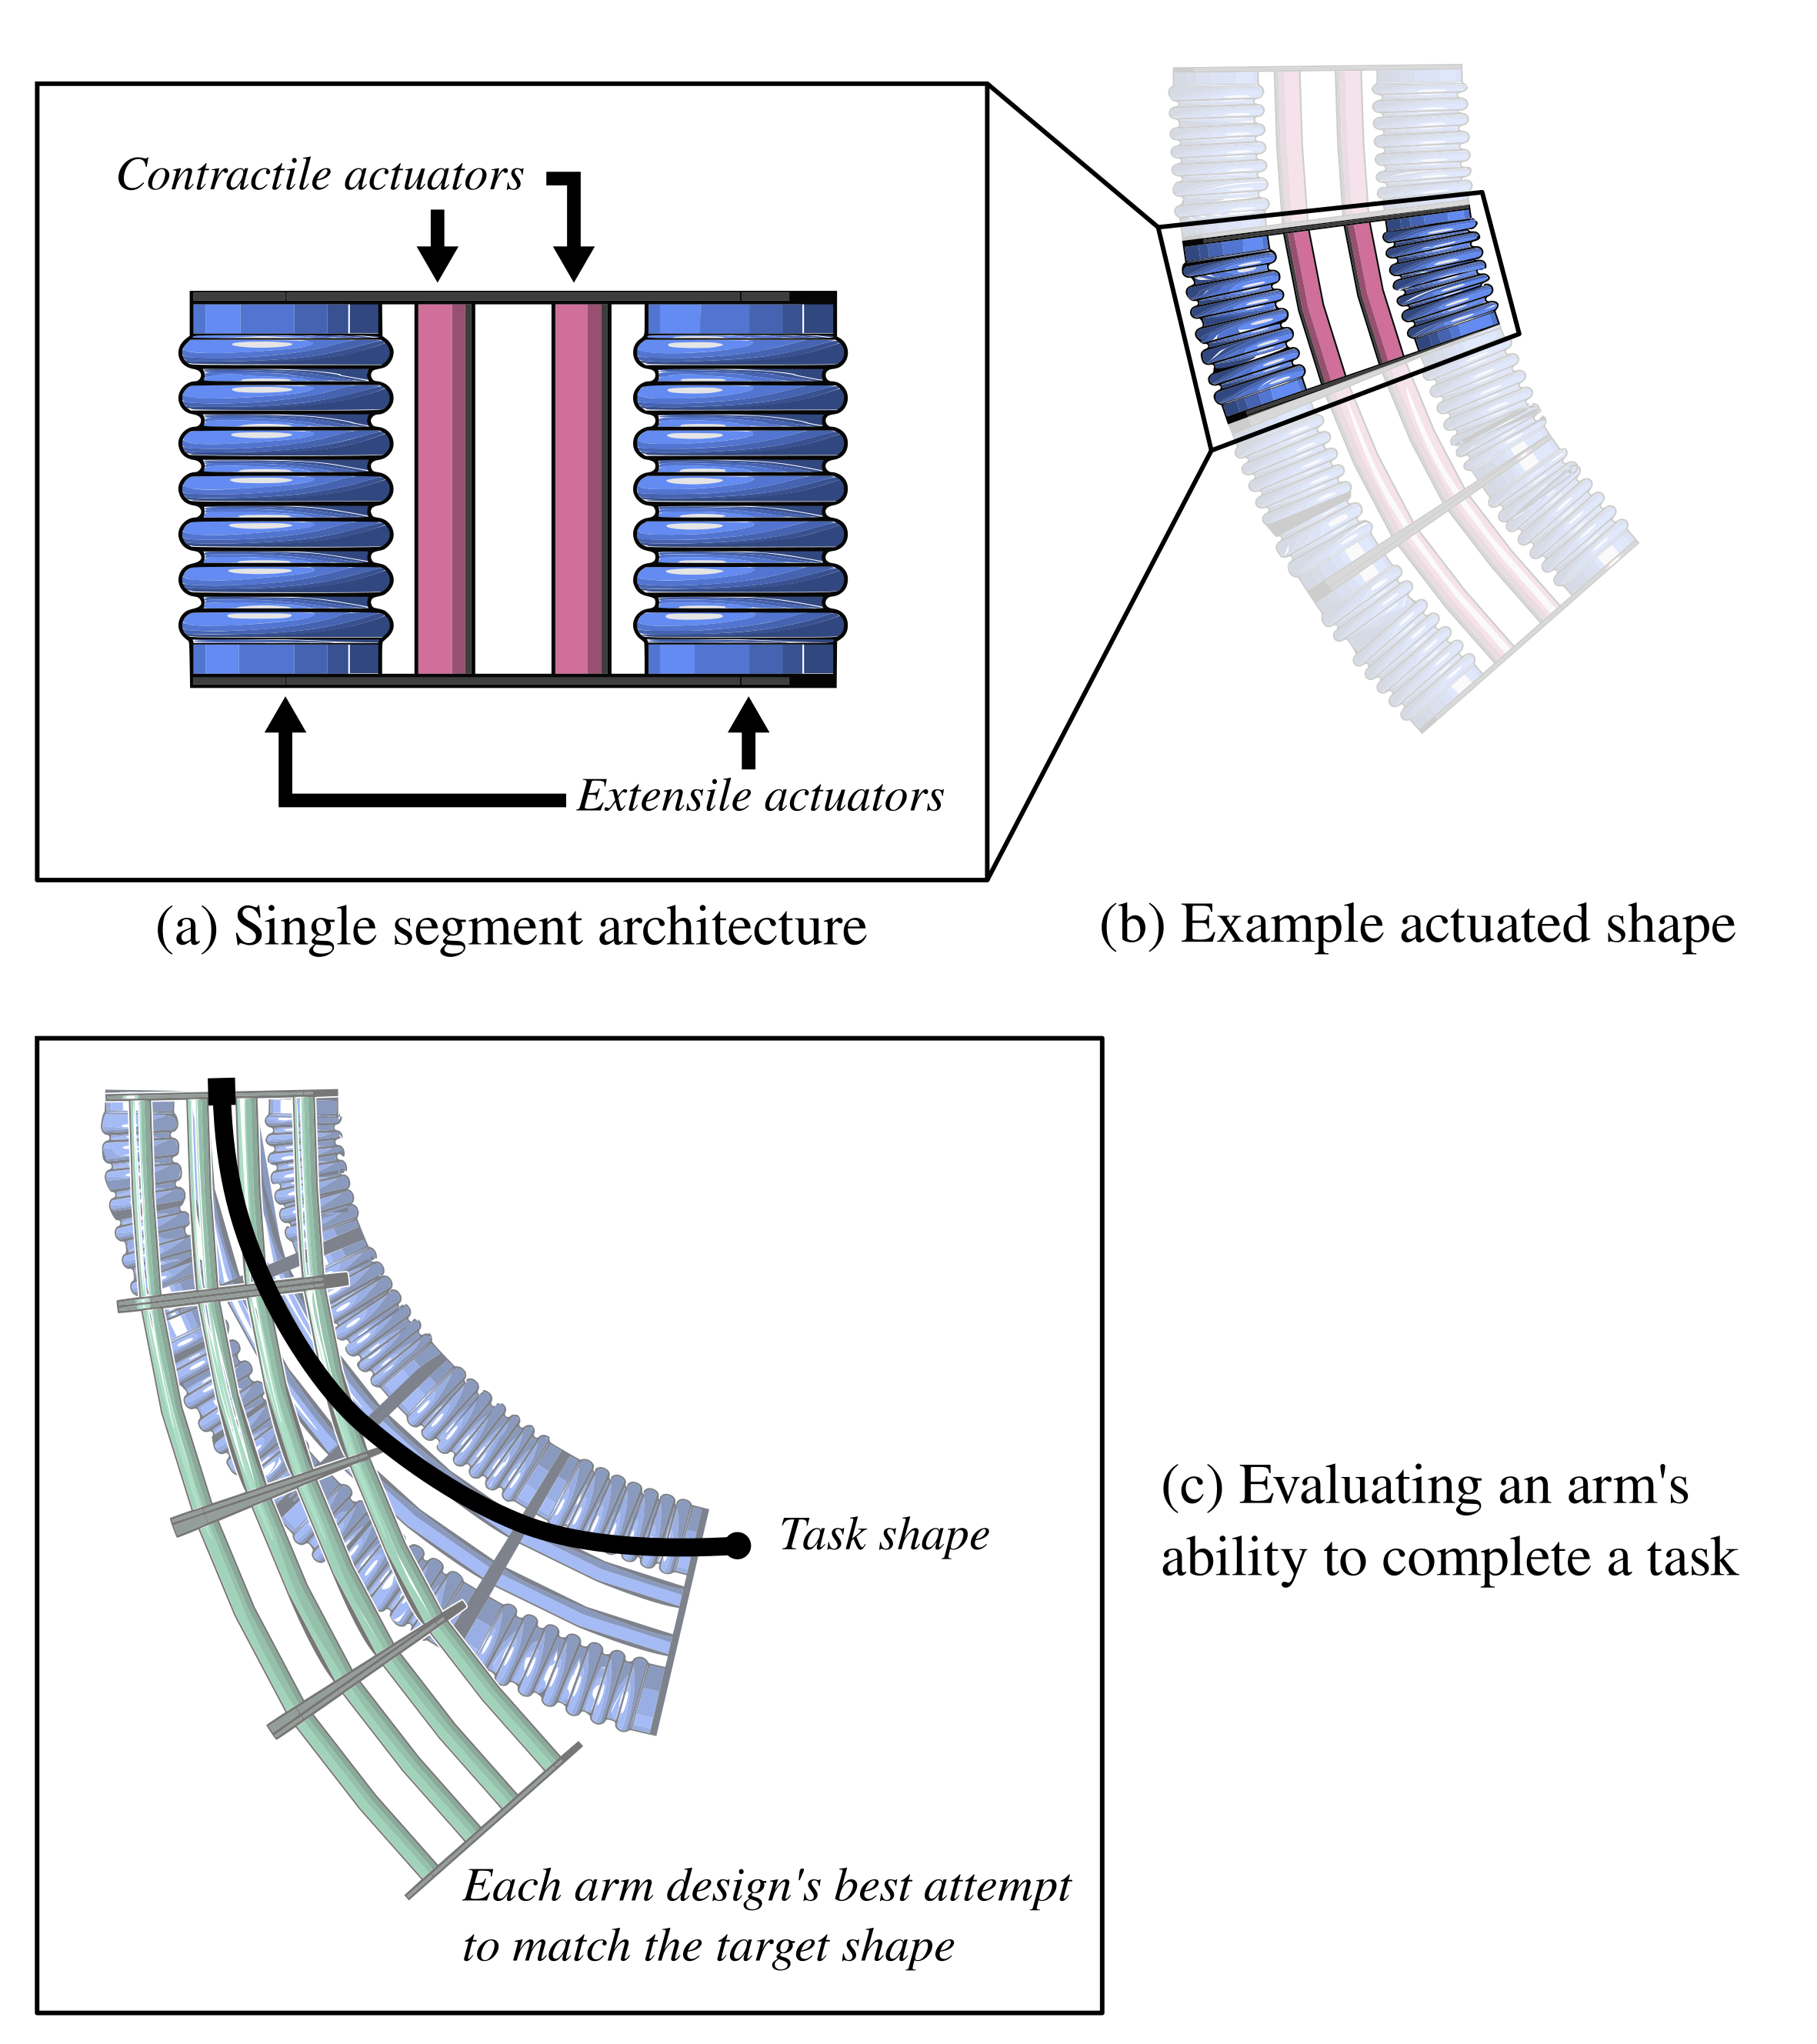 Contractile actuators
Extensile actuators
(a) Single segment architecture
(b) Example actuated shape
Task shape
(c) Evaluating an arm's
ability to complete a task
Each arm design's best attempt
to match the target shape